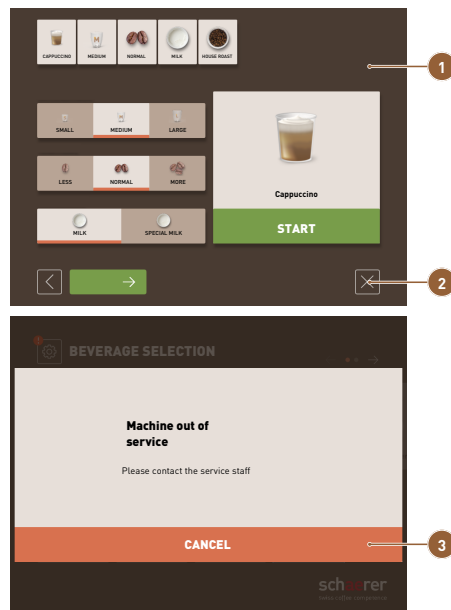 CAPPUCCINO MEDIUM NORMAL MILK HOUSE ROAST
1
SMALL MEDIUM LARGE
LESS NORMAL MORE
Cappuccino
MILK SPECIAL MILK
START
2
BEVERAGE SELECTION
Machine out of
service
Please contact the service staff
CANCEL
3